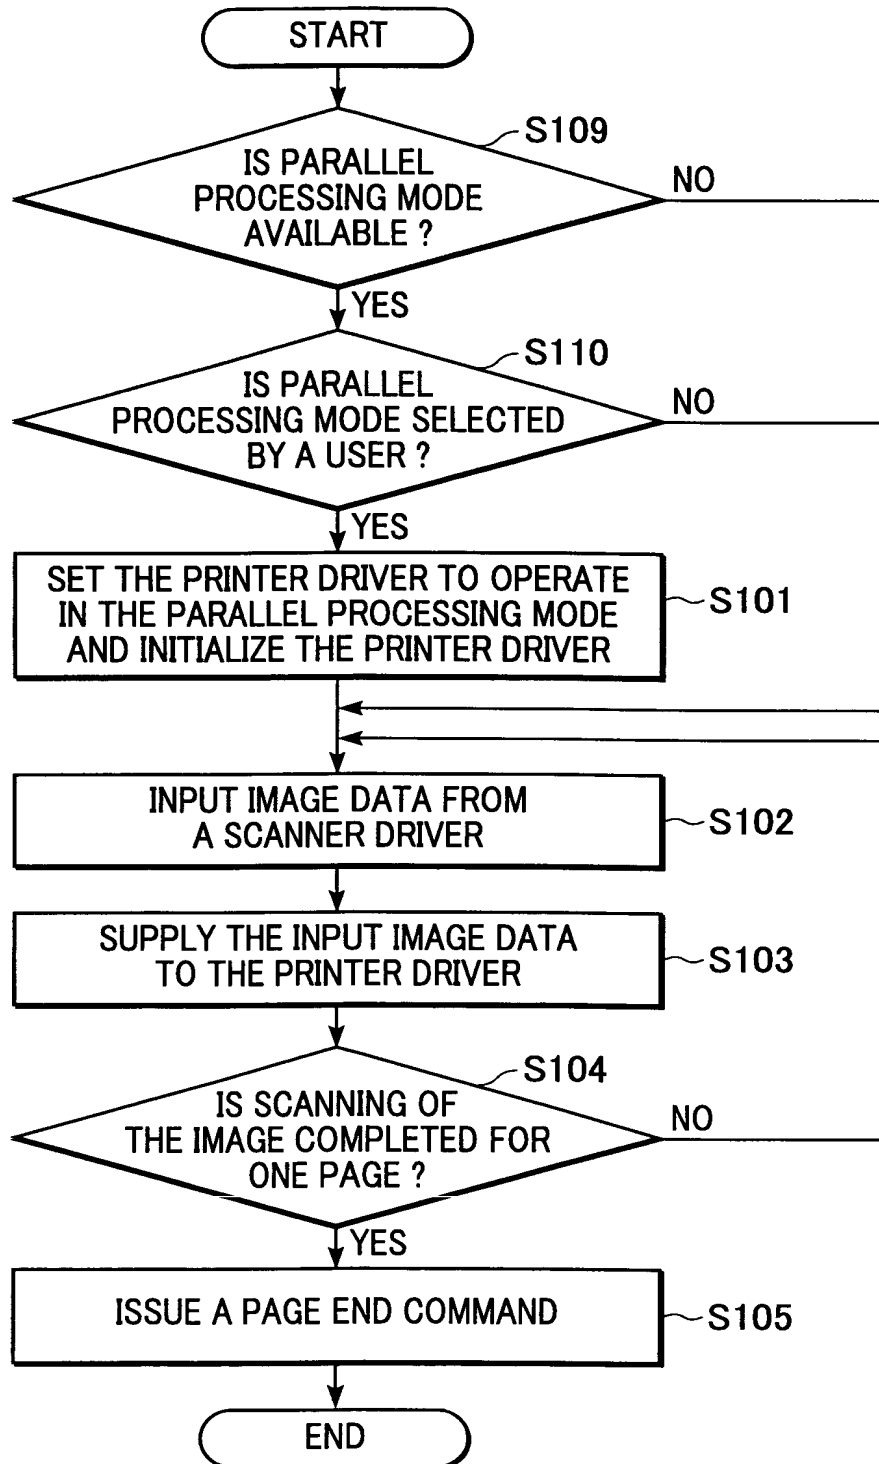 START
S109
IS PARALLEL
PROCESSING MODE
AVAILABLE ?
NO
YES
S110
IS PARALLEL
PROCESSING MODE SELECTED
BY A USER ?
NO
YES
SET THE PRINTER DRIVER TO OPERATE
IN THE PARALLEL PROCESSING MODE
AND INITIALIZE THE PRINTER DRIVER
S101
INPUT IMAGE DATA FROM
A SCANNER DRIVER
S102
SUPPLY THE INPUT IMAGE DATA
TO THE PRINTER DRIVER
S103
S104
IS SCANNING OF
THE IMAGE COMPLETED FOR
ONE PAGE ?
NO
YES
ISSUE A PAGE END COMMAND
S105
END